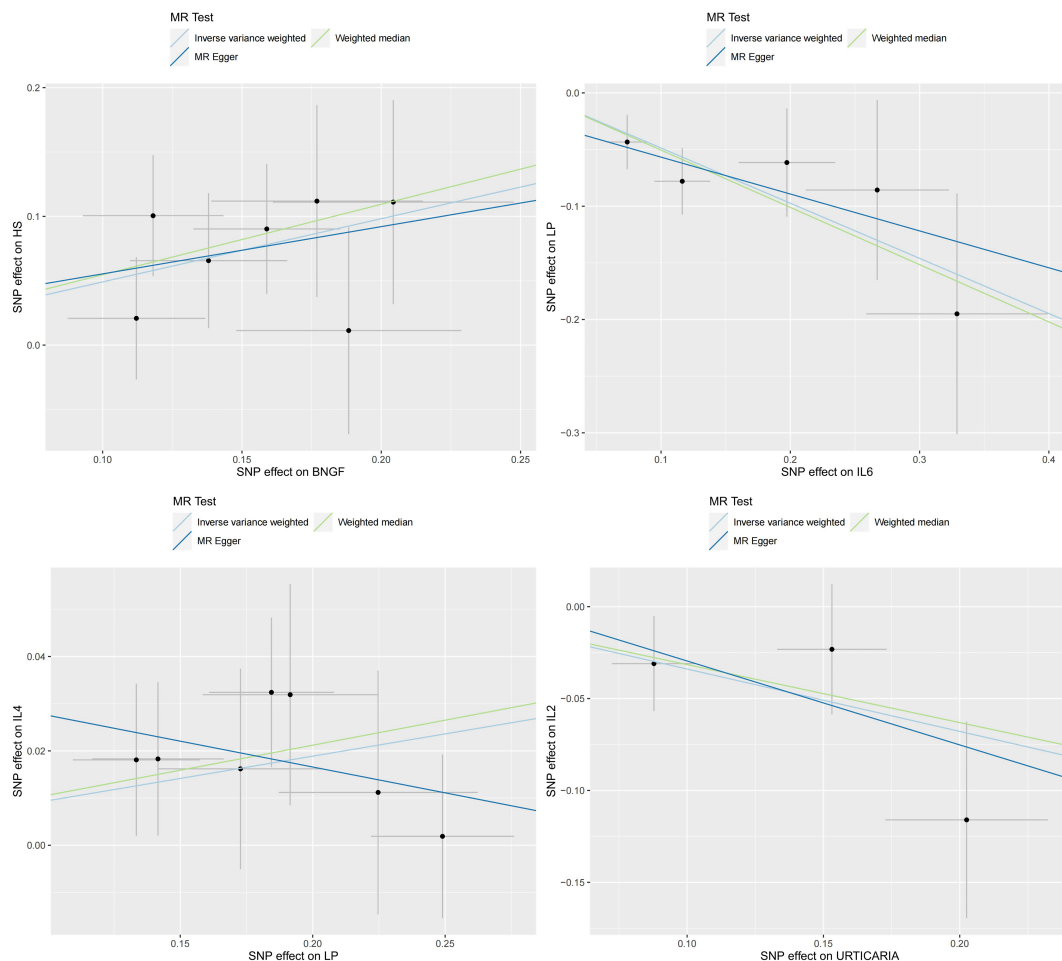 MR Test
Inverse variance weighted
Weighted median
MR Egger
0.2
0.1
0.0
SNP effect on HS
0.10
0.15
0.20
0.25
SNP effect on BNGF
MR Test
Inverse variance weighted
Weighted median
MR Egger
0.0
−0.1
−0.2
−0.3
SNP effect on LP
0.1
0.2
0.3
0.4
SNP effect on IL6
MR Test
Inverse variance weighted
Weighted median
MR Egger
0.04
0.02
0.00
SNP effect on IL4
0.15
0.20
0.25
SNP effect on LP
MR Test
Inverse variance weighted
Weighted median
MR Egger
0.00
−0.05
−0.10
−0.15
SNP effect on IL2
0.10
0.15
0.20
SNP effect on URTICARIA